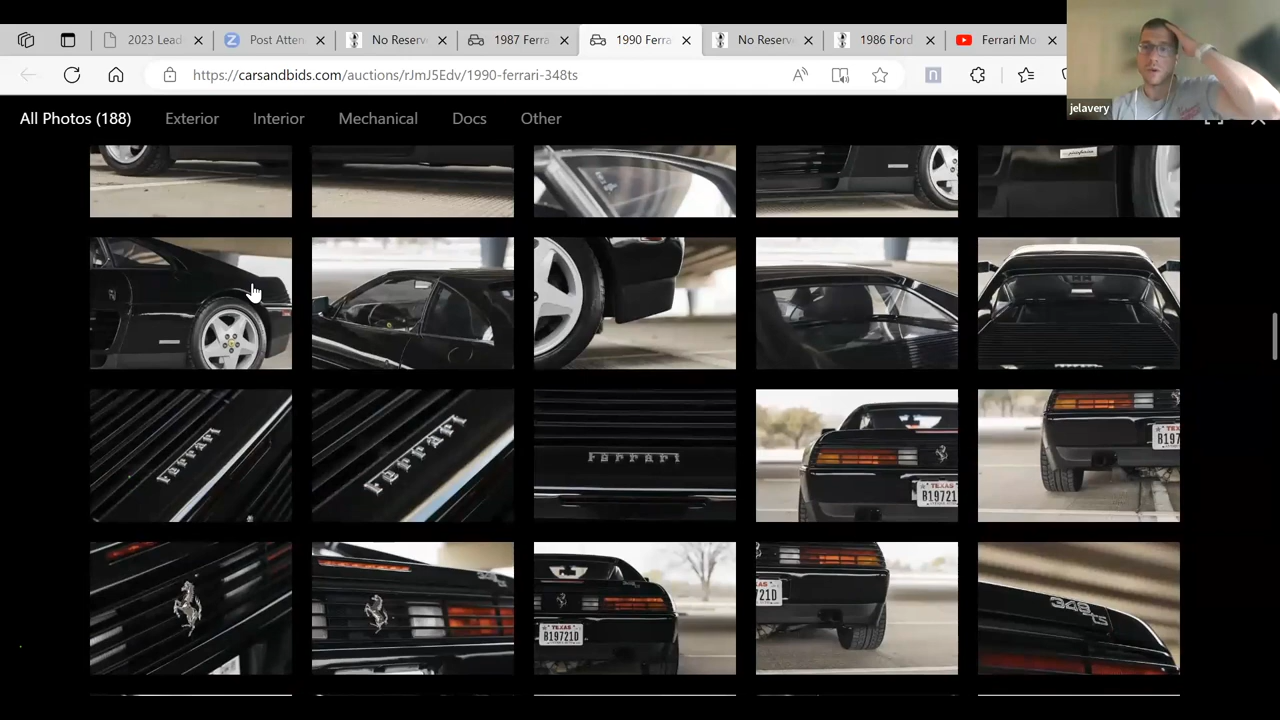 2023 Lead
Post Atten
No Reserv
1987 Ferra
1990 Ferra
No Reserv
1986 Ford
Ferrari Mo
https://carsandbids.com/auctions/rJmJ5Edv/1990-ferrari-348ts
jelavery
All Photos (188)
Exterior
Interior
Mechanical
Docs
Other
Ferrari
Ferrari
Ferrari
TEXAS
B19721
B197
TEXAS
B19721D
721D
348 ts